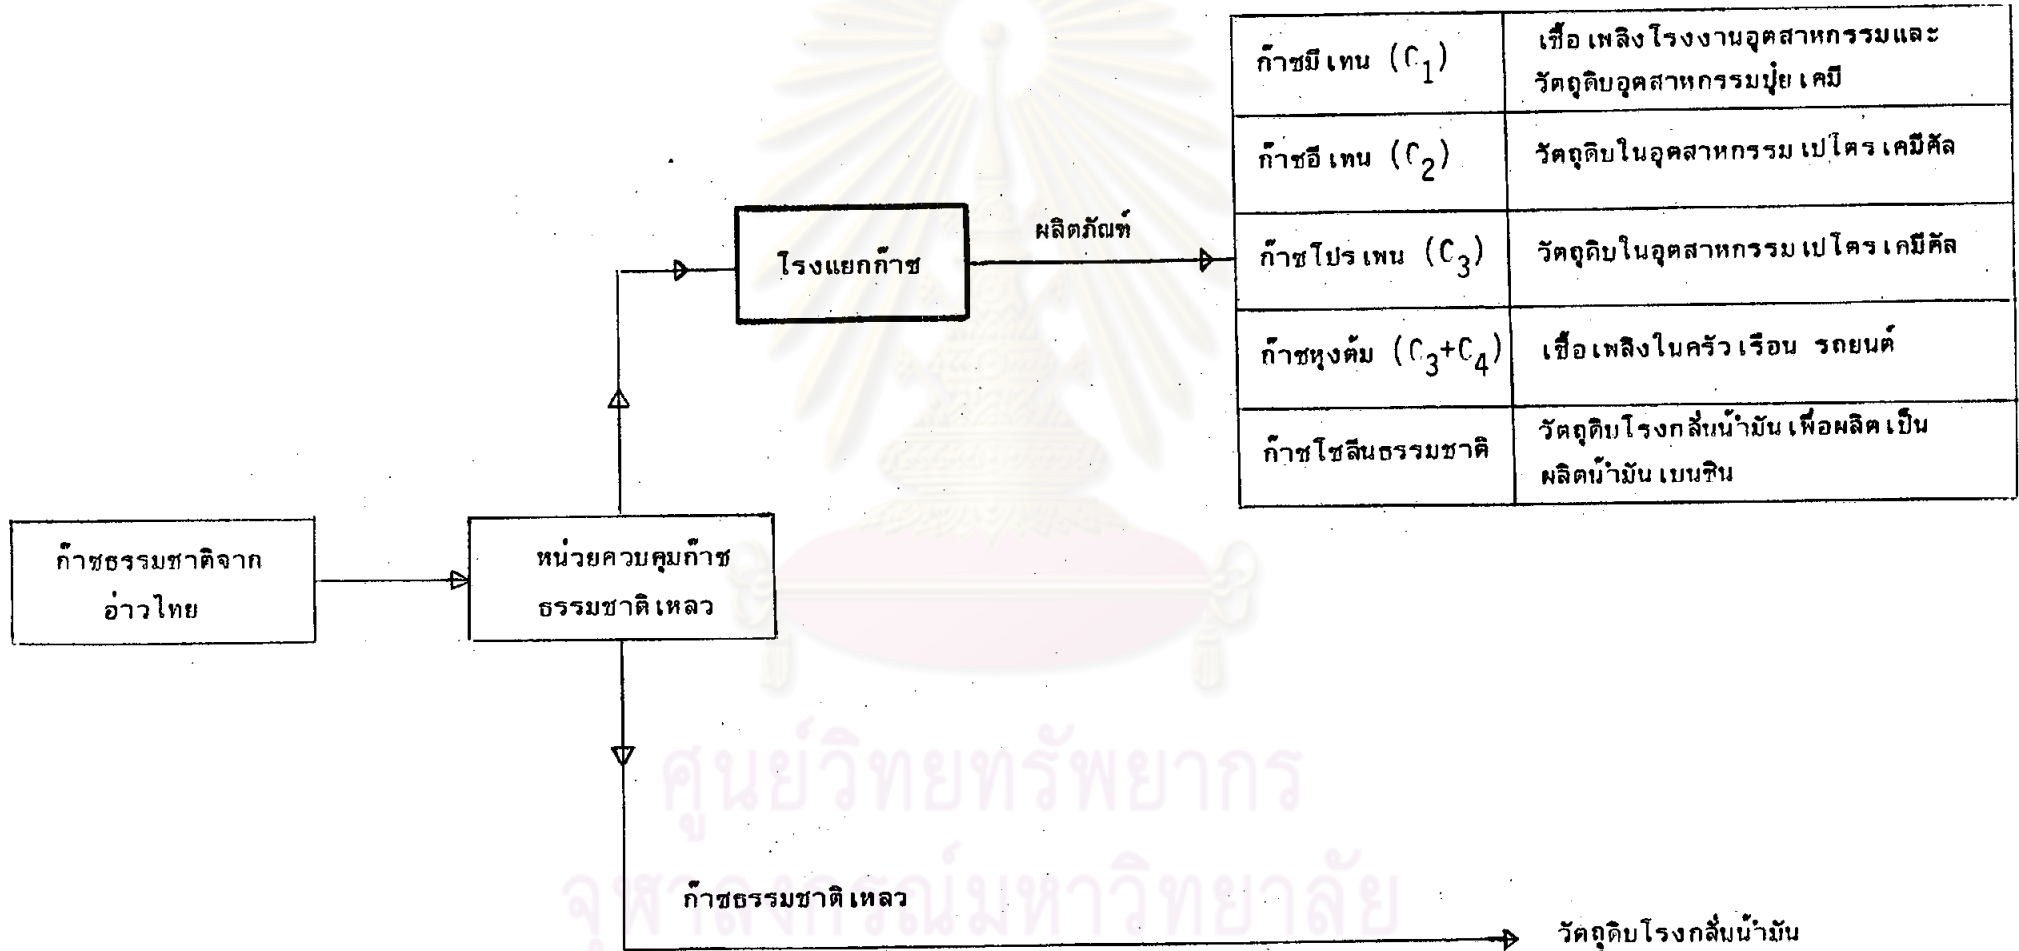 ก๊าซมีเทน (C1)
เชื้อเพลิงโรงงานอุตสาหกรรมและ
วัตถุดิบอุตสาหกรรมปุ๋ยเคมี
ก๊าซอีเทน (C2)
วัตถุดิบในอุตสาหกรรมเปโตรเคมีคัล
ก๊าซโปรเพน (C3)
วัตถุดิบในอุตสาหกรรมเปโตรเคมีคัล
ก๊าซหุงต้ม (C3+C4)
เชื้อเพลิงในครัวเรือน รถยนต์
ก๊าซโซลีนธรรมชาติ
วัตถุดิบโรงกลั่นน้ำมันเพื่อผลิตเป็น
ผลิตน้ำมันเบนซิน
ผลิตภัณฑ์
โรงแยกก๊าซ
ก๊าซธรรมชาติจาก
อ่าวไทย
หน่วยควบคุมก๊าซ
ธรรมชาติเหลว
ก๊าซธรรมชาติเหลว
วัตถุดิบโรงกลั่นน้ำมัน
ศูนย์วิทยทรัพยากร
จุฬาลงกรณ์มหาวิทยาลัย